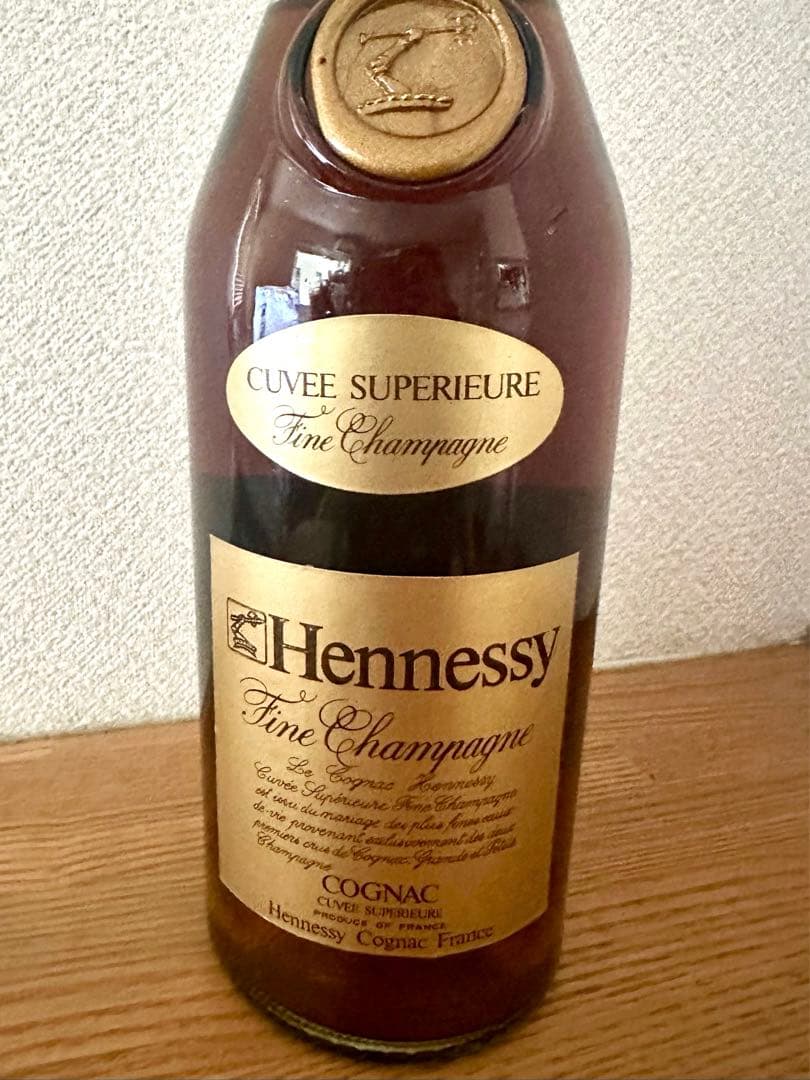 CUVEE SUPERIEURE
Fine Champagne
Hennessy
Fine Champagne
Le Cognac Hennessy
Cuvée Supérieure Fine Champagne
est issu du mariage des plus fines eaux
de-vie provenant exclusivement des deux
premiers crus de Cognac, Grande et Petite
Champagne
COGNAC
CUVEE SUPERIEURE
PRODUCE OF FRANCE
Hennessy Cognac France